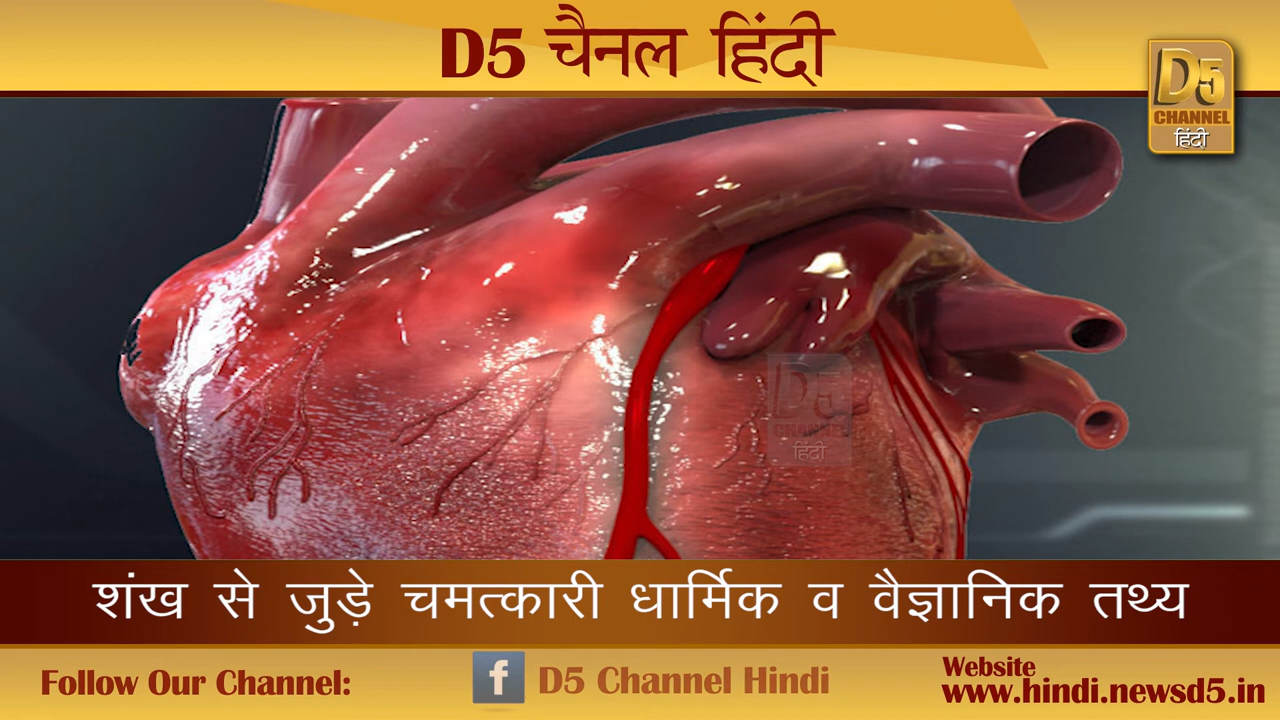 D5 चैनल हिंदी
D5
CHANNEL
हिंदी
D5
CHANNEL
हिंदी
शंख से जुड़े चमत्कारी धार्मिक व वैज्ञानिक तथ्य
Follow Our Channel:
f
D5 Channel Hindi
Website
www.hindi.newsd5.in